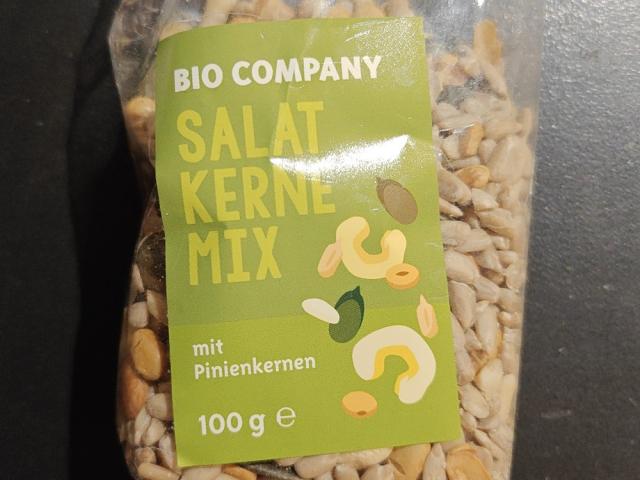 BIO COMPANY
SALAT
KERNE
MIX
mit
Pinienkernen
100 g ℮